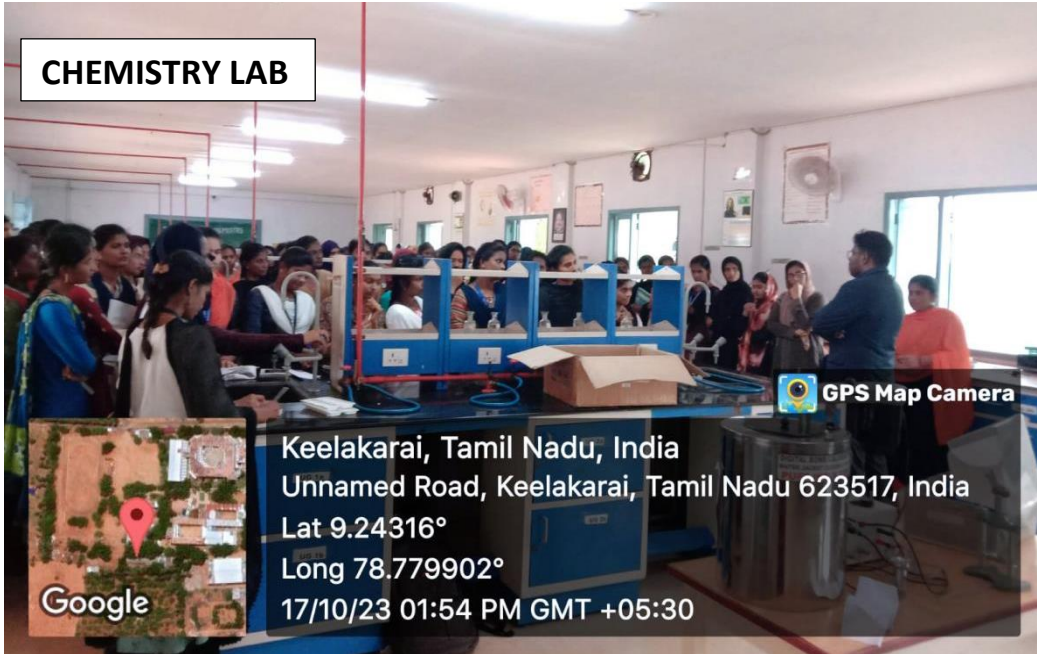 CHEMISTRY LAB
GPS Map Camera
Keelakarai, Tamil Nadu, India
Unnamed Road, Keelakarai, Tamil Nadu 623517, India
Lat 9.24316°
Long 78.779902°
17/10/23 01:54 PM GMT +05:30
Google